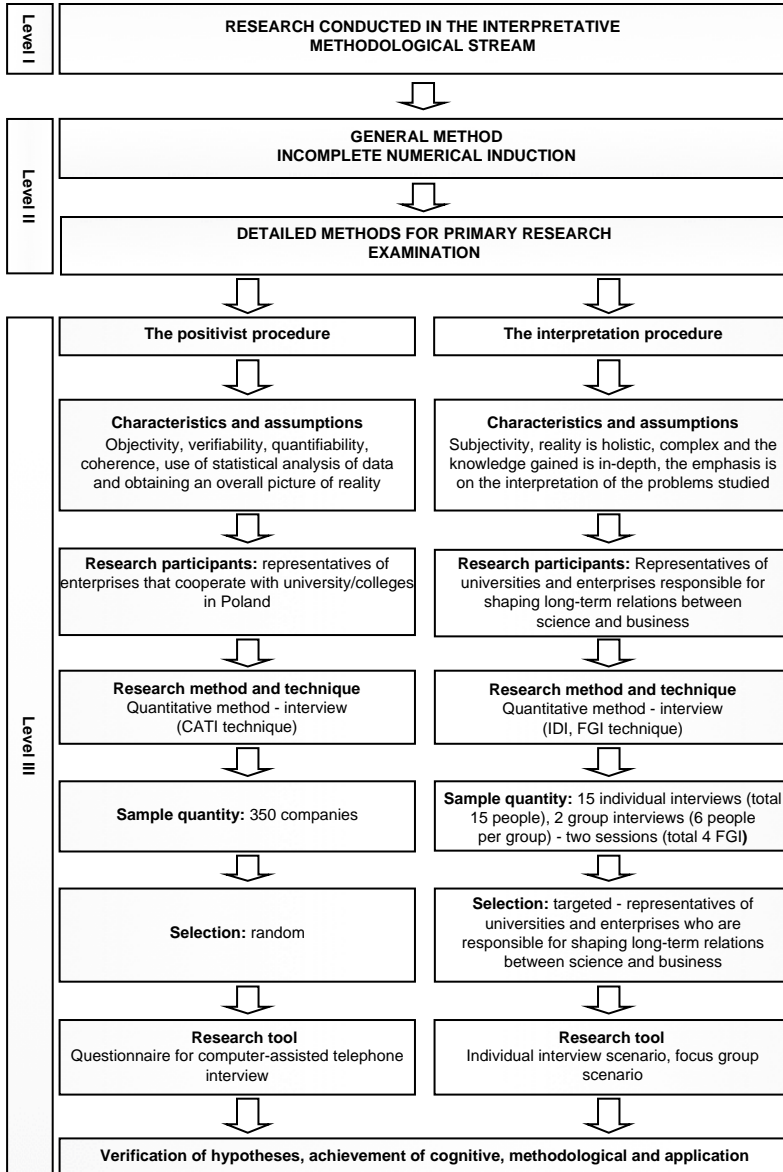 Level I
RESEARCH CONDUCTED IN THE INTERPRETATIVE
METHODOLOGICAL STREAM
Level II
GENERAL METHOD
INCOMPLETE NUMERICAL INDUCTION
DETAILED METHODS FOR PRIMARY RESEARCH
EXAMINATION
Level III
The positivist procedure
Characteristics and assumptions
Objectivity, verifiability, quantifiability,
coherence, use of statistical analysis of data
and obtaining an overall picture of reality
Research participants: representatives of
enterprises that cooperate with university/colleges
in Poland
Research method and technique
Quantitative method - interview
(CATI technique)
Sample quantity: 350 companies
Selection: random
Research tool
Questionnaire for computer-assisted telephone
interview
The interpretation procedure
Characteristics and assumptions
Subjectivity, reality is holistic, complex and the
knowledge gained is in-depth, the emphasis is
on the interpretation of the problems studied
Research participants: Representatives of
universities and enterprises responsible for
shaping long-term relations between
science and business
Research method and technique
Quantitative method - interview
(IDI, FGI technique)
Sample quantity: 15 individual interviews (total
15 people), 2 group interviews (6 people
per group) - two sessions (total 4 FGI)
Selection: targeted - representatives of
universities and enterprises who are
responsible for shaping long-term relations
between science and business
Research tool
Individual interview scenario, focus group
scenario
Verification of hypotheses, achievement of cognitive, methodological and application